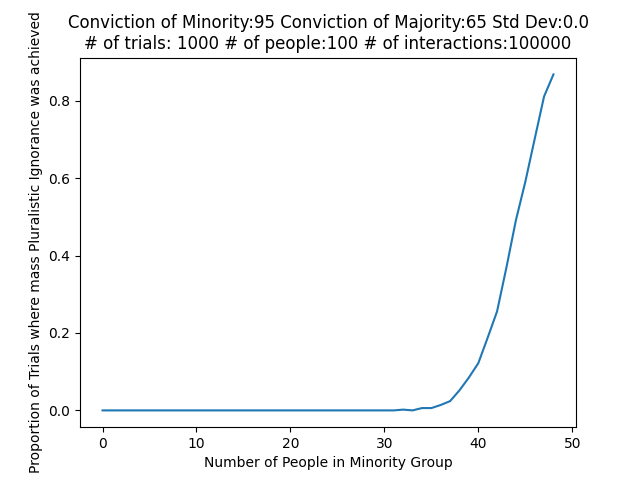 Conviction of Minority:95 Conviction of Majority:65 Std Dev:0.0
# of trials: 1000 # of people:100 # of interactions:100000
Proportion of Trials where mass Pluralistic Ignorance was achieved
0.8
0.6
0.4
0.2
0.0
0 10 20 30 40 50
Number of People in Minority Group